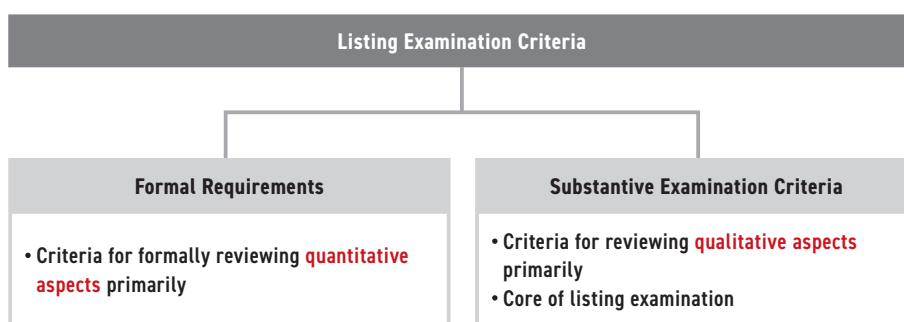 Listing Examination Criteria
Formal Requirements
• Criteria for formally reviewing quantitative
aspects primarily
Substantive Examination Criteria
• Criteria for reviewing qualitative aspects
primarily
• Core of listing examination